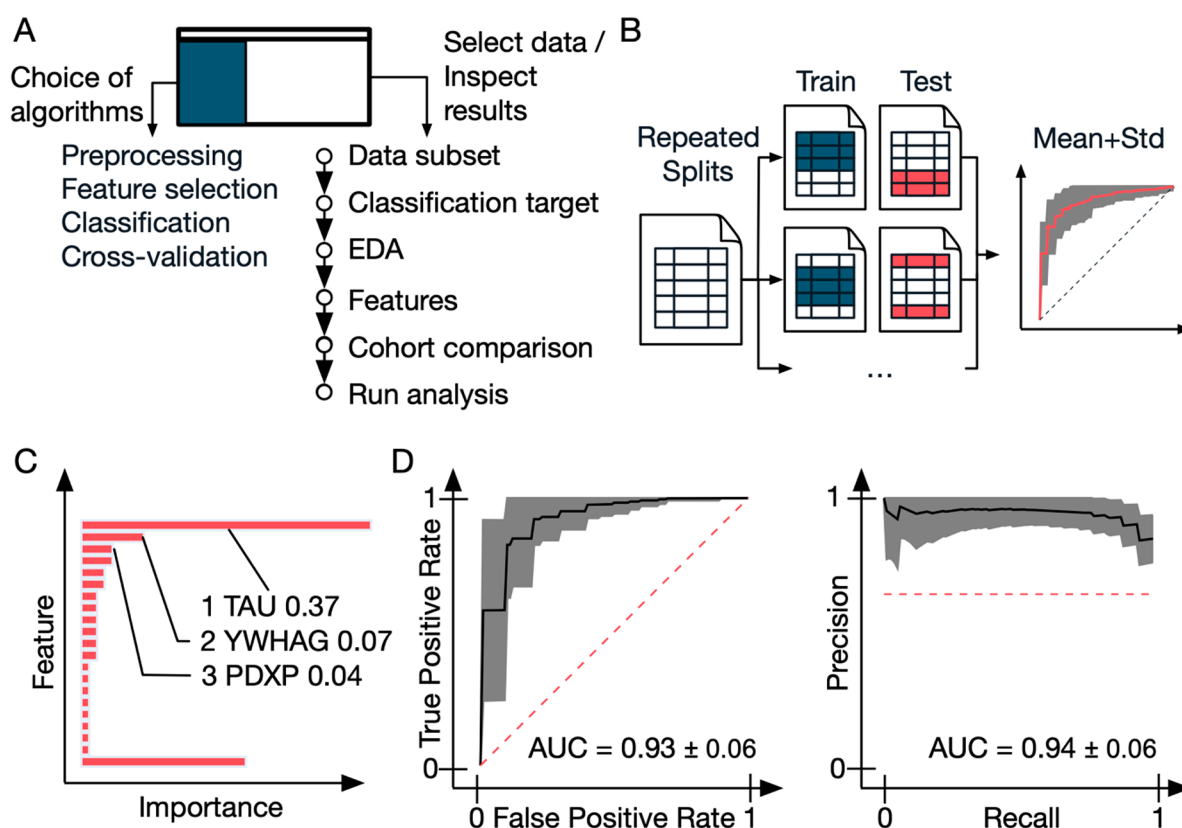 A
Choice of
algorithms
Select data /
Inspect
results
Preprocessing
Feature selection
Classification
Cross-validation
Data subset
Classification target
EDA
Features
Cohort comparison
Run analysis
B
Repeated
Splits
Train
Test
...
Mean+Std
C
Feature
1 TAU 0.37
2 YWHAG 0.07
3 PDXP 0.04
Importance
D
True Positive Rate
1
0
AUC = 0.93 ± 0.06
0 False Positive Rate 1
Precision
1
0
AUC = 0.94 ± 0.06
0 Recall 1